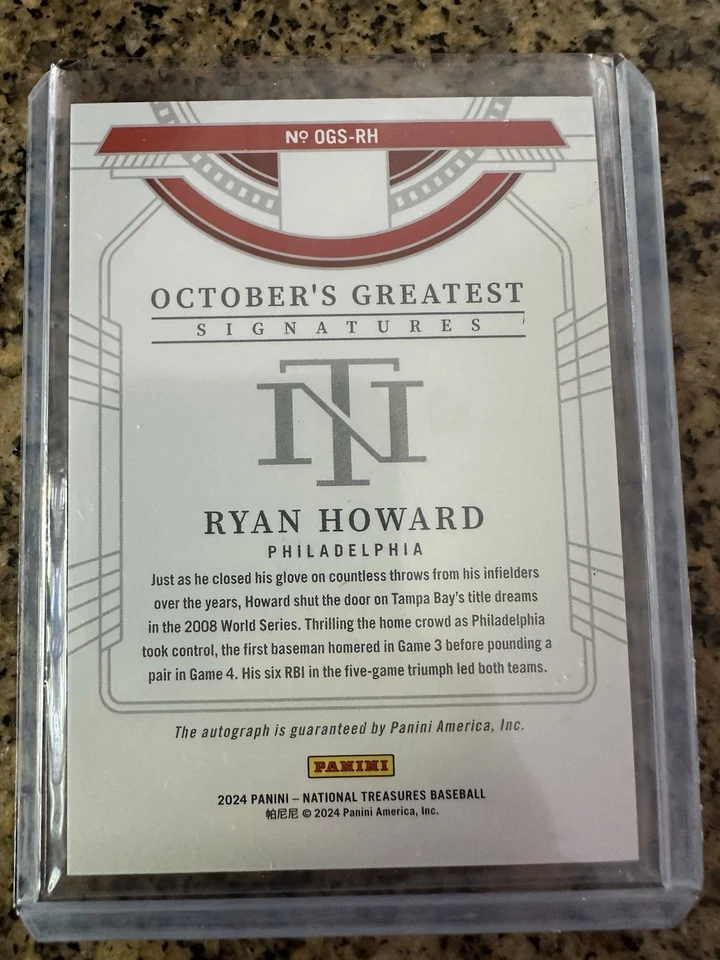 Nº OGS-RH
OCTOBER'S GREATEST
SIGNATURES
NT
RYAN HOWARD
PHILADELPHIA
Just as he closed his glove on countless throws from his infielders
over the years, Howard shut the door on Tampa Bay's title dreams
in the 2008 World Series. Thrilling the home crowd as Philadelphia
took control, the first baseman homered in Game 3 before pounding a
pair in Game 4. His six RBI in the five-game triumph led both teams.
The autograph is guaranteed by Panini America, Inc.
PANINI
2024 PANINI – NATIONAL TREASURES BASEBALL
帕尼尼 © 2024 Panini America, Inc.